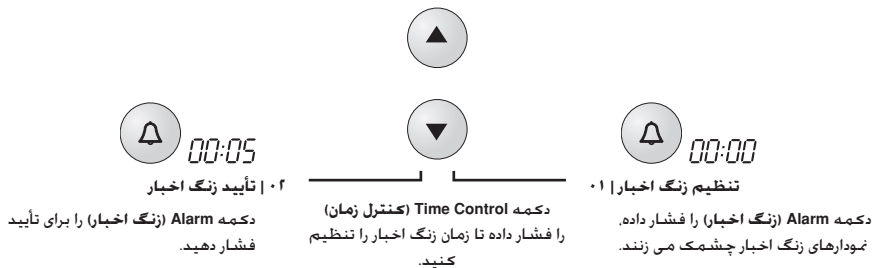 00:00
۰۱ | تنظیم زنگ اخبار
دکمه Alarm (زنگ اخبار) را فشار داده.
نمودارهای زنگ اخبار چشمک می زنند.
دکمه Time Control (کنترل زمان)
را فشار داده تا زمان زنگ اخبار را تنظیم
کنید.
00:05
۰۲ | تأیید زنگ اخبار
دکمه Alarm (زنگ اخبار) را برای تأیید
فشار دهید.